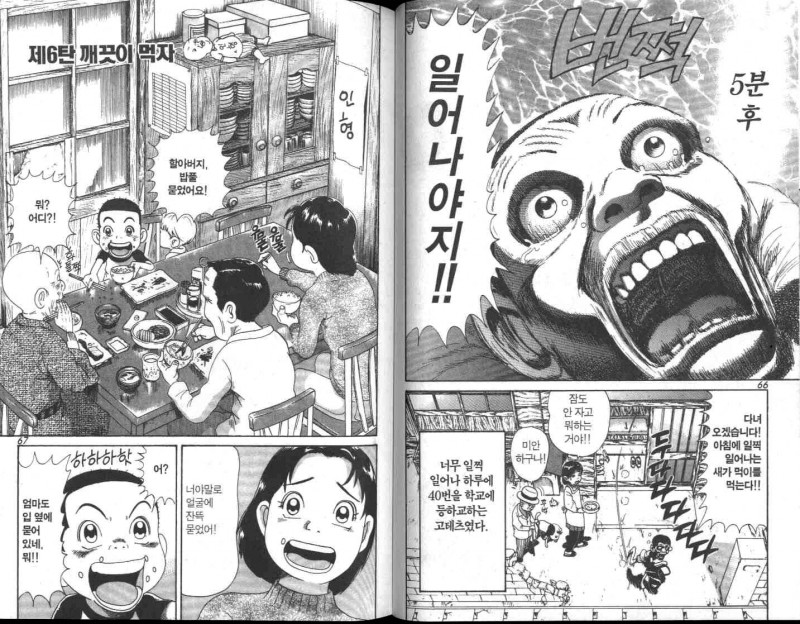 5분
후
번쩍
일어나야지!!
66
다녀
오겠습니다!
아침에 일찍
일어나는
새가 먹이를
먹는다!!
두다다다다
잠도
안 자고
뭐하는
거야!!
미안
하구나!
너무 일찍
일어나 하루에
40번을 학교에
등하교하는
고테츠였다.
제6탄 깨끗이 먹자
인형
할아버지,
밥풀
묻었어요!
뭐?
어디?!
67
너야말로
얼굴에
잔뜩
묻었어!
어?
하하하핫
엄마도
입 옆에
묻어
있네,
뭐!!